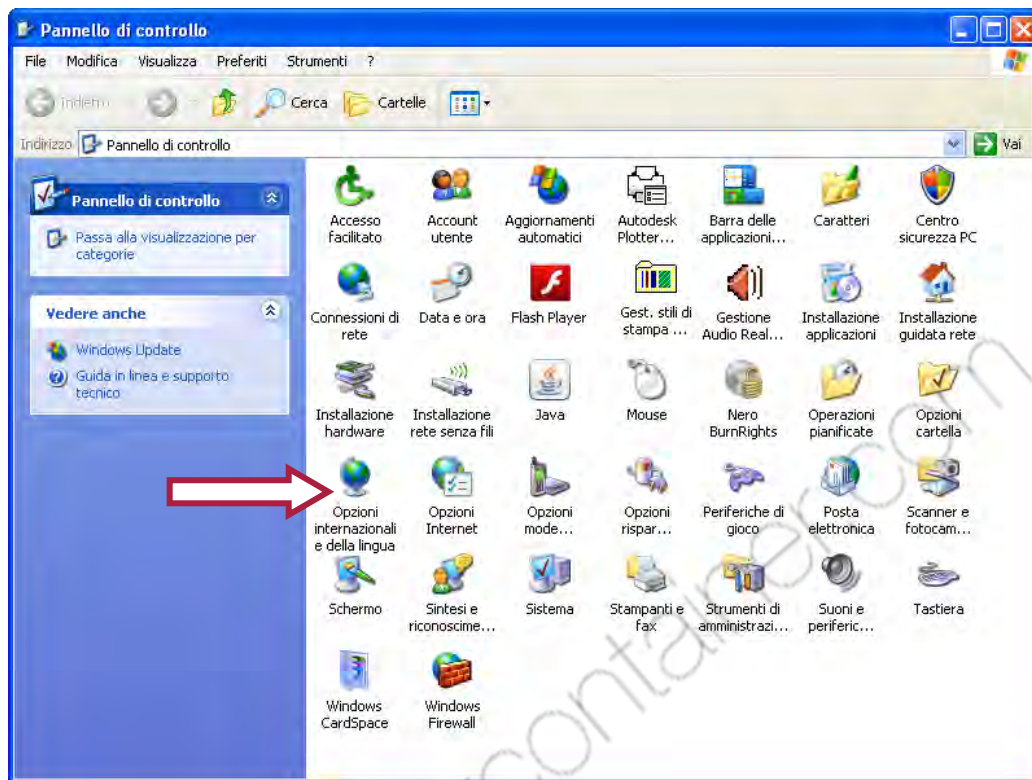 Pannello di controllo
File Modifica Visualizza Preferiti Strumenti ?
Indietro Cerca Cartelle
Indirizzo Pannello di controllo Vai
Pannello di controllo
Passa alla visualizzazione per
categorie
Vedere anche
Windows Update
Guida in linea e supporto
tecnico
Accesso
facilitato
Account
utente
Aggiornamenti
automatici
Autodesk
Plotter...
Barra delle
applicazioni...
Caratteri
Centro
sicurezza PC
Connessioni di
rete
Data e ora
Flash Player
Gest. stili di
stampa ...
Gestione
Audio Real...
Installazione
applicazioni
Installazione
guidata rete
Installazione
hardware
Installazione
rete senza fili
Java
Mouse
Nero
BurnRights
Operazioni
pianificate
Opzioni
cartella
Opzioni
internazionali
e della lingua
Opzioni
Internet
Opzioni
mode...
Opzioni
rispar...
Periferiche di
gioco
Posta
elettronica
Scanner e
fotocam...
Schermo
Sintesi e
riconoscime...
Sistema
Stampanti e
fax
Strumenti di
amministrazi...
Suoni e
periferic...
Tastiera
Windows
CardSpace
Windows
Firewall
container.com